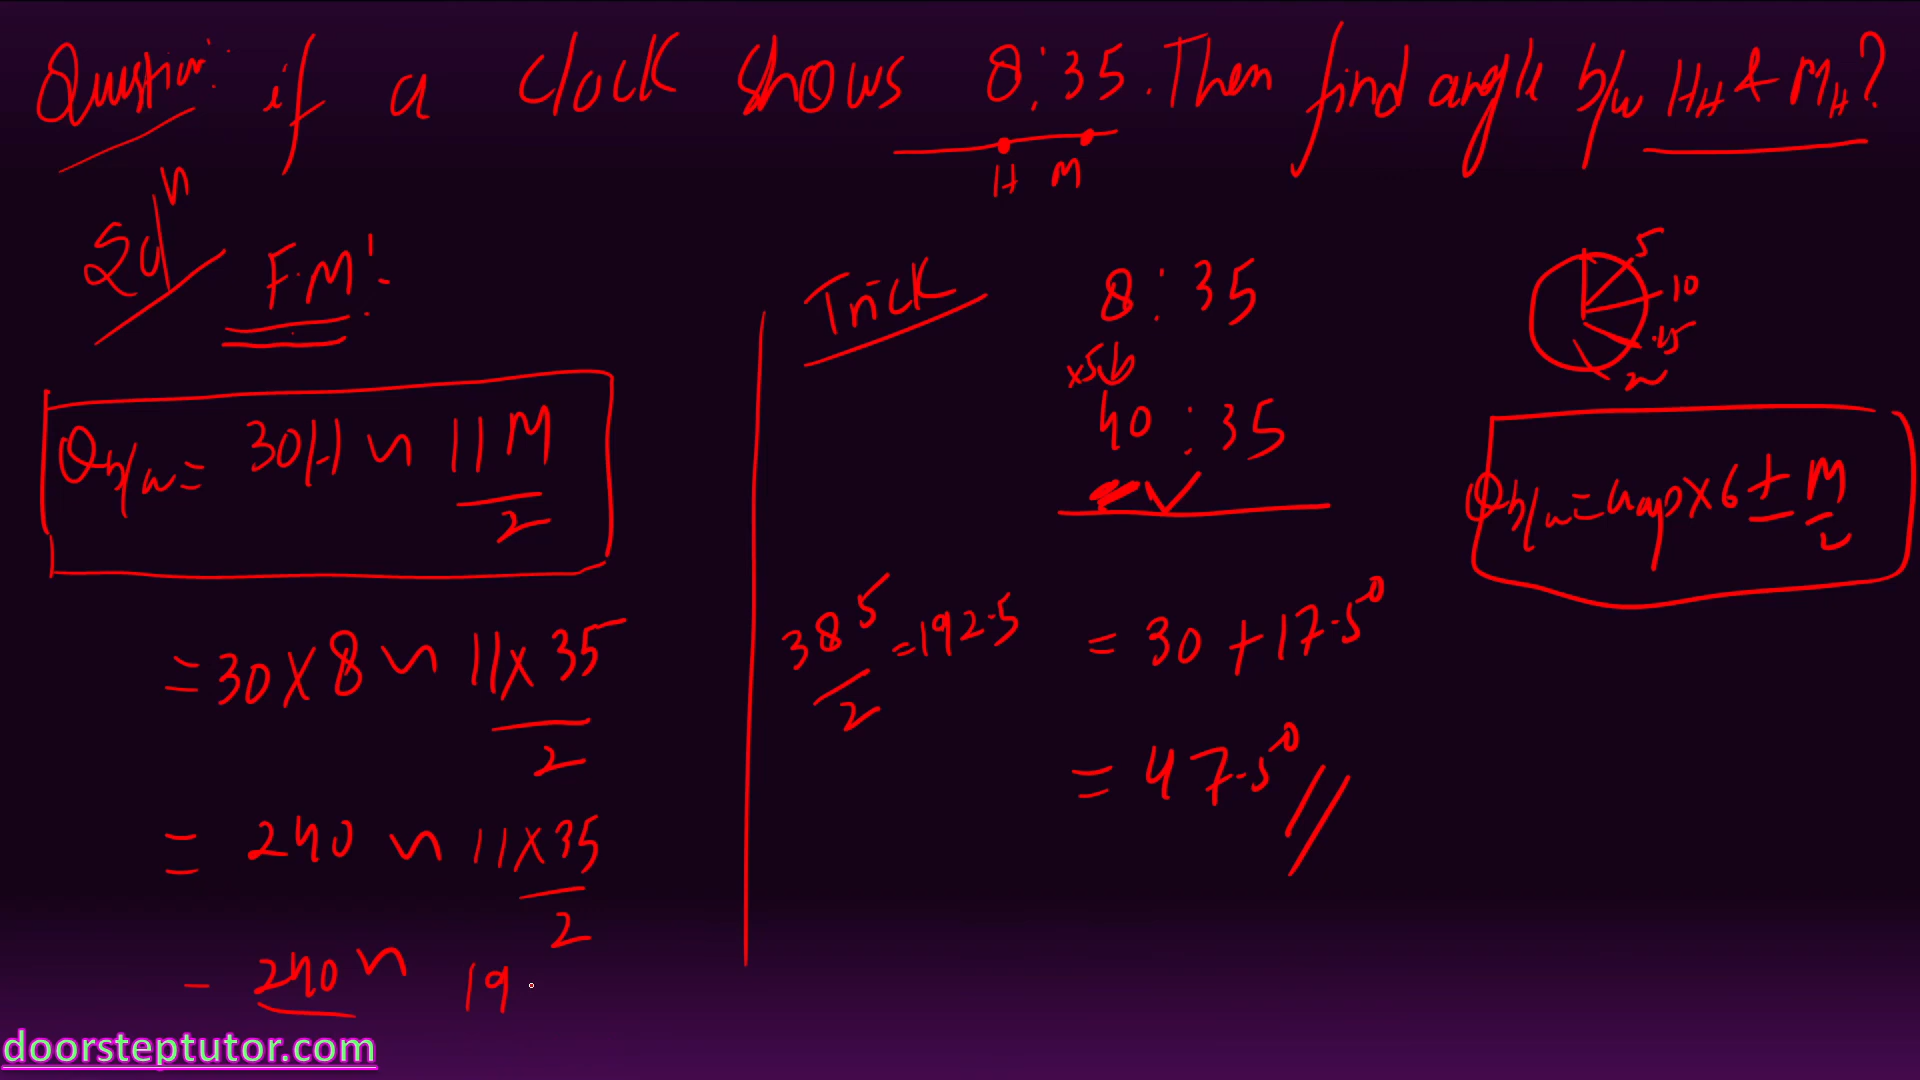 Question: if a clock shows 8:35. Then find angle b/w HH & MH?
H M
Sol^n
F.M:
θb/w = 30H ~ 11M/2
= 30 × 8 ~ 11×35/2
= 240 ~ 11×35/2
- 240 ~ 19
Trick
8:35
×5
40:35
385/2 = 192.5
= 30 + 17.5°
= 47.5°
5
10
15
θb/w = gap × 6 ± M/2
doorsteptutor.com